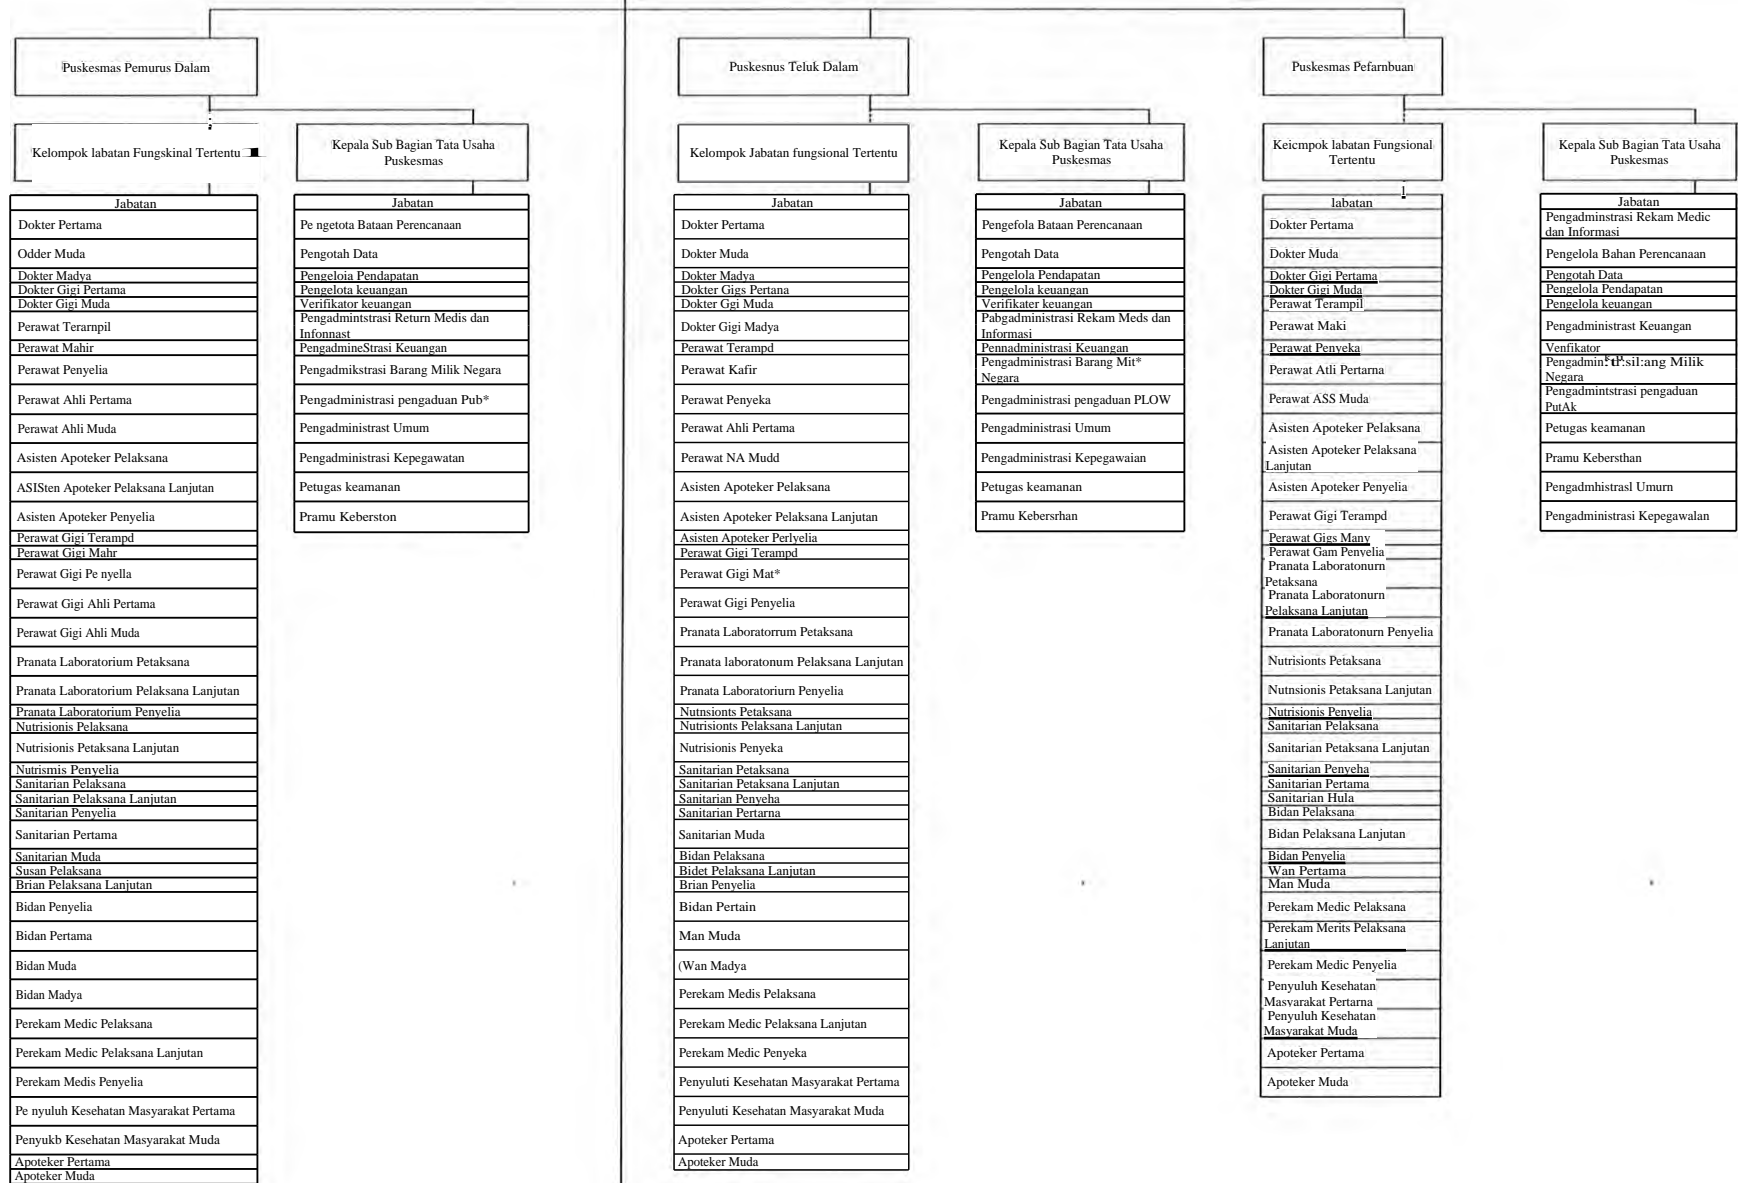 Puskesmas Pemurus Dalam
Kelompok labatan Fungskinal Tertentu
Jabatan
Dokter Pertama
Odder Muda
Dokter Madya
Dokter Gigi Pertama
Dokter Gigi Muda
Perawat Terarnpil
Perawat Mahir
Perawat Penyelia
Perawat Ahli Pertama
Perawat Ahli Muda
Asisten Apoteker Pelaksana
ASISten Apoteker Pelaksana Lanjutan
Asisten Apoteker Penyelia
Perawat Gigi Terampd
Perawat Gigi Mahr
Perawat Gigi Pe nyella
Perawat Gigi Ahli Pertama
Perawat Gigi Ahli Muda
Pranata Laboratorium Petaksana
Pranata Laboratorium Pelaksana Lanjutan
Pranata Laboratorium Penyelia
Nutrisionis Pelaksana
Nutrisionis Petaksana Lanjutan
Nutrismis Penyelia
Sanitarian Pelaksana
Sanitarian Pelaksana Lanjutan
Sanitarian Penyelia
Sanitarian Pertama
Sanitarian Muda
Susan Pelaksana
Brian Pelaksana Lanjutan
Bidan Penyelia
Bidan Pertama
Bidan Muda
Bidan Madya
Perekam Medic Pelaksana
Perekam Medic Pelaksana Lanjutan
Perekam Medis Penyelia
Pe nyuluh Kesehatan Masyarakat Pertama
Penyukb Kesehatan Masyarakat Muda
Apoteker Pertama
Apoteker Muda
Kepala Sub Bagian Tata Usaha
Puskesmas
Jabatan
Pe ngetota Bataan Perencanaan
Pengotah Data
Pengeloia Pendapatan
Pengelota keuangan
Verifikator keuangan
Pengadmintstrasi Return Medis dan
Infonnast
PengadmineStrasi Keuangan
Pengadmikstrasi Barang Milik Negara
Pengadministrasi pengaduan Pub*
Pengadministrast Umum
Pengadministrasi Kepegawatan
Petugas keamanan
Pramu Keberston
Puskesnus Teluk Dalam
Kelompok Jabatan fungsional Tertentu
Jabatan
Dokter Pertama
Dokter Muda
Dokter Madya
Dokter Gigs Pertana
Dokter Ggi Muda
Dokter Gigi Madya
Perawat Terampd
Perawat Kafir
Perawat Penyeka
Perawat Ahli Pertama
Perawat NA Mudd
Asisten Apoteker Pelaksana
Asisten Apoteker Pelaksana Lanjutan
Asisten Apoteker Perlyelia
Perawat Gigi Terampd
Perawat Gigi Mat*
Perawat Gigi Penyelia
Pranata Laboratorrum Petaksana
Pranata laboratonum Pelaksana Lanjutan
Pranata Laboratoriurn Penyelia
Nutnsionts Petaksana
Nutrisionts Pelaksana Lanjutan
Nutrisionis Penyeka
Sanitarian Petaksana
Sanitarian Petaksana Lanjutan
Sanitarian Penyeha
Sanitarian Pertarna
Sanitarian Muda
Bidan Pelaksana
Bidet Pelaksana Lanjutan
Brian Penyelia
Bidan Pertain
Man Muda
(Wan Madya
Perekam Medis Pelaksana
Perekam Medic Pelaksana Lanjutan
Perekam Medic Penyeka
Penyuluti Kesehatan Masyarakat Pertama
Penyuluti Kesehatan Masyarakat Muda
Apoteker Pertama
Apoteker Muda
Kepala Sub Bagian Tata Usaha
Puskesmas
Jabatan
Pengefola Bataan Perencanaan
Pengotah Data
Pengelola Pendapatan
Pengelola keuangan
Verifikater keuangan
Pabgadministrasi Rekam Meds dan
Informasi
Pennadministrasi Keuangan
Pengadministrasi Barang Mit*
Negara
Pengadministrasi pengaduan PLOW
Pengadministrasi Umum
Pengadministrasi Kepegawaian
Petugas keamanan
Pramu Kebersrhan
Puskesmas Pefarnbuan
Keicmpok labatan Fungsional
Tertentu
1
labatan
Dokter Pertama
Dokter Muda
Dokter Gigi Pertama
Dokter Gigi Muda
Perawat Terampil
Perawat Maki
Perawat Penyeka
Perawat Atli Pertarna
Perawat ASS Muda
Asisten Apoteker Pelaksana
Asisten Apoteker Pelaksana
Lanjutan
Asisten Apoteker Penyelia
Perawat Gigi Terampd
Perawat Gigs Many
Perawat Gam Penyelia
Pranata Laboratonurn
Petaksana
Pranata Laboratonurn
Pelaksana Lanjutan
Pranata Laboratonurn Penyelia
Nutrisionts Petaksana
Nutnsionis Petaksana Lanjutan
Nutrisionis Penyelia
Sanitarian Pelaksana
Sanitarian Petaksana Lanjutan
Sanitarian Penyeha
Sanitarian Pertama
Sanitarian Hula
Bidan Pelaksana
Bidan Pelaksana Lanjutan
Bidan Penyelia
Wan Pertama
Man Muda
Perekam Medic Pelaksana
Perekam Merits Pelaksana
Lanjutan
Perekam Medic Penyelia
Penyuluh Kesehatan
Masyarakat Pertarna
Penyuluh Kesehatan
Masyarakat Muda
Apoteker Pertama
Apoteker Muda
Kepala Sub Bagian Tata Usaha
Puskesmas
Jabatan
Pengadminstrasi Rekam Medic
dan Informasi
Pengelola Bahan Perencanaan
Pengotah Data
Pengelola Pendapatan
Pengelola keuangan
Pengadministrast Keuangan
Venfikator
Milik
Negara
Pengadmintstrasi pengaduan
PutAk
Petugas keamanan
Pramu Kebersthan
Pengadmhistrasl Umurn
Pengadministrasi Kepegawalan